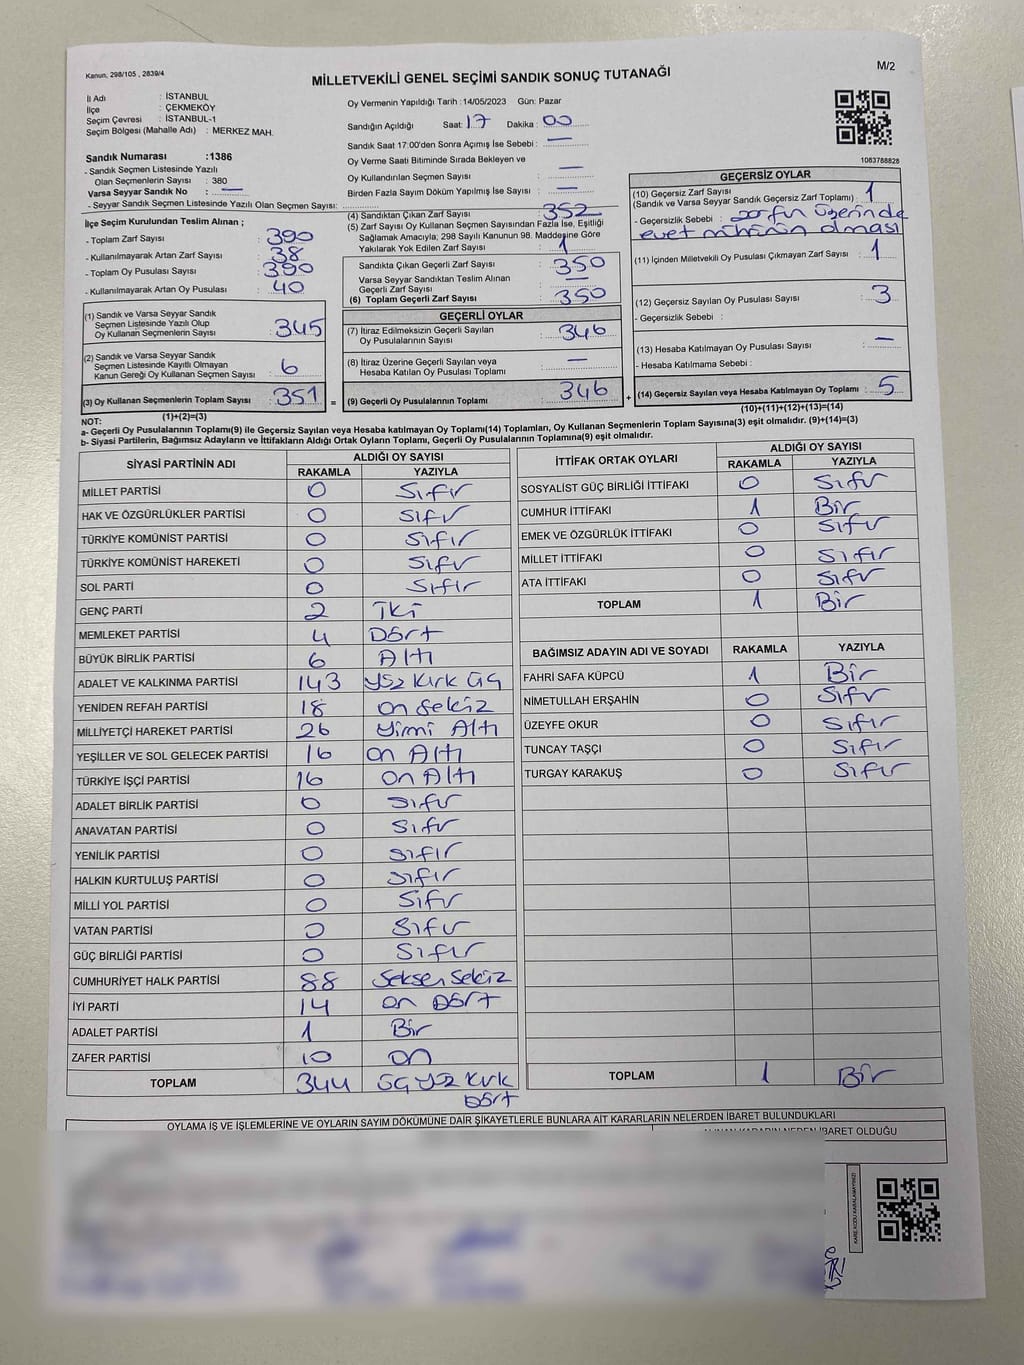 Kanun, 298/105 , 2839/4
MİLLETVEKİLİ GENEL SEÇİMİ SANDIK SONUÇ TUTANAĞI
M/2
İl Adı : İSTANBUL
İlçe : ÇEKMEKÖY
Seçim Çevresi : İSTANBUL-1
Seçim Bölgesi (Mahalle Adı) : MERKEZ MAH.
Sandık Numarası :1386
- Sandık Seçmen Listesinde Yazılı
Olan Seçmenlerin Sayısı : 380
Varsa Seyyar Sandık No : —
- Seyyar Sandık Seçmen Listesinde Yazılı Olan Seçmen Sayısı:
Oy Vermenin Yapıldığı Tarih :14/05/2023 Gün: Pazar
Sandığın Açıldığı Saat: 17 Dakika : 00
Sandık Saat 17:00'den Sonra Açımış İse Sebebi : —
Oy Verme Saati Bitiminde Sırada Bekleyen ve
Oy Kullandırılan Seçmen Sayısı : —
Birden Fazla Sayım Döküm Yapılmış İse Sayısı : —
1083788828
İlçe Seçim Kurulundan Teslim Alınan ;
- Toplam Zarf Sayısı : 390
- Kullanılmayarak Artan Zarf Sayısı : 38
- Toplam Oy Pusulası Sayısı : 390
- Kullanılmayarak Artan Oy Pusulası : 40
(1) Sandık ve Varsa Seyyar Sandık
Seçmen Listesinde Yazılı Olup
Oy Kullanan Seçmenlerin Sayısı : 345
(2) Sandık ve Varsa Seyyar Sandık
Seçmen Listesinde Kayıtlı Olmayan
Kanun Gereği Oy Kullanan Seçmen Sayısı : 6
(3) Oy Kullanan Seçmenlerin Toplam Sayısı : 351 =
(1)+(2)=(3)
(4) Sandıktan Çıkan Zarf Sayısı : 352
(5) Zarf Sayısı Oy Kullanan Seçmen Sayısından Fazla İse, Eşitliği
Sağlamak Amacıyla; 298 Sayılı Kanunun 98. Maddesine Göre
Yakılarak Yok Edilen Zarf Sayısı : 1
Sandıkta Çıkan Geçerli Zarf Sayısı : 350
Varsa Seyyar Sandıktan Teslim Alınan
Geçerli Zarf Sayısı : —
(6) Toplam Geçerli Zarf Sayısı : 350
GEÇERLİ OYLAR
(7) İtiraz Edilmeksizin Geçerli Sayılan
Oy Pusulalarının Sayısı : 346
(8) İtiraz Üzerine Geçerli Sayılan veya
Hesaba Katılan Oy Pusulası Toplamı : —
(9) Geçerli Oy Pusulalarının Toplamı : 346 +
GEÇERSİZ OYLAR
(10) Geçersiz Zarf Sayısı
(Sandık ve Varsa Seyyar Sandık Geçersiz Zarf Toplamı) : 1
- Geçersizlik Sebebi : zarfın üzerinde
evet mührünün olması
(11) İçinden Milletvekili Oy Pusulası Çıkmayan Zarf Sayısı : 1
(12) Geçersiz Sayılan Oy Pusulası Sayısı : 3
- Geçersizlik Sebebi :
(13) Hesaba Katılmayan Oy Pusulası Sayısı : —
- Hesaba Katılmama Sebebi :
(14) Geçersiz Sayılan veya Hesaba Katılmayan Oy Toplamı : 5
(10)+(11)+(12)+(13)=(14)
NOT:
a- Geçerli Oy Pusulalarının Toplamı(9) ile Geçersiz Sayılan veya Hesaba Katılmayan Oy Toplamı(14) Toplamları, Oy Kullanan Seçmenlerin Toplam Sayısına(3) eşit olmalıdır. (9)+(14)=(3)
b- Siyasi Partilerin, Bağımsız Adayların ve İttifakların Aldığı Ortak Oyların Toplamı, Geçerli Oy Pusulalarının Toplamına(9) eşit olmalıdır.
SİYASİ PARTİNİN ADI
ALDIĞI OY SAYISI
RAKAMLA YAZIYLA
MİLLET PARTİSİ 0 Sıfır
HAK VE ÖZGÜRLÜKLER PARTİSİ 0 Sıfır
TÜRKİYE KOMÜNİST PARTİSİ 0 Sıfır
TÜRKİYE KOMÜNİST HAREKETİ 0 Sıfır
SOL PARTİ 0 Sıfır
GENÇ PARTİ 2 İki
MEMLEKET PARTİSİ 4 Dört
BÜYÜK BİRLİK PARTİSİ 6 Altı
ADALET VE KALKINMA PARTİSİ 143 yüz kırk üç
YENİDEN REFAH PARTİSİ 18 on sekiz
MİLLİYETÇİ HAREKET PARTİSİ 26 yirmi Altı
YEŞİLLER VE SOL GELECEK PARTİSİ 16 on Altı
TÜRKİYE İŞÇİ PARTİSİ 16 on Altı
ADALET BİRLİK PARTİSİ 0 Sıfır
ANAVATAN PARTİSİ 0 Sıfır
YENİLİK PARTİSİ 0 Sıfır
HALKIN KURTULUŞ PARTİSİ 0 Sıfır
MİLLİ YOL PARTİSİ 0 Sıfır
VATAN PARTİSİ 0 Sıfır
GÜÇ BİRLİĞİ PARTİSİ 0 Sıfır
CUMHURİYET HALK PARTİSİ 88 Seksen sekiz
İYİ PARTİ 14 on Dört
ADALET PARTİSİ 1 Bir
ZAFER PARTİSİ 10 on
TOPLAM 344 üç yüz kırk
Dört
İTTİFAK ORTAK OYLARI
ALDIĞI OY SAYISI
RAKAMLA YAZIYLA
SOSYALİST GÜÇ BİRLİĞİ İTTİFAKI 0 Sıfır
CUMHUR İTTİFAKI 1 Bir
EMEK VE ÖZGÜRLÜK İTTİFAKI 0 Sıfır
MİLLET İTTİFAKI 0 Sıfır
ATA İTTİFAKI 0 Sıfır
TOPLAM 1 Bir
BAĞIMSIZ ADAYIN ADI VE SOYADI RAKAMLA YAZIYLA
FAHRİ SAFA KÜPCÜ 1 Bir
NİMETULLAH ERŞAHİN 0 Sıfır
ÜZEYFE OKUR 0 Sıfır
TUNCAY TAŞÇI 0 Sıfır
TURGAY KARAKUŞ 0 Sıfır
TOPLAM 1 Bir
OYLAMA İŞ VE İŞLEMLERİNE VE OYLARIN SAYIM DÖKÜMÜNE DAİR ŞİKAYETLERLE BUNLARA AİT KARARLARIN NELERDEN İBARET BULUNDUKLARI
ALINAN KARARIN NEDEN İBARET OLDUĞU
KARE KODU KARALAMAYINIZ!